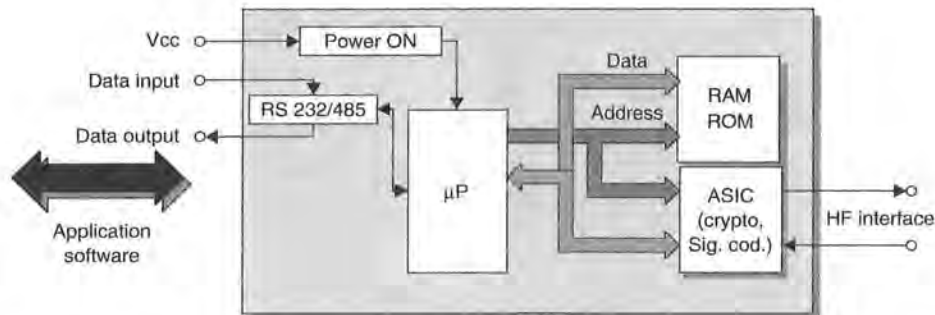 Vcc
Power ON
Data input
RS 232/485
Data output
Application
software
µP
Data
Address
RAM
ROM
ASIC
(crypto,
Sig. cod.)
HF interface